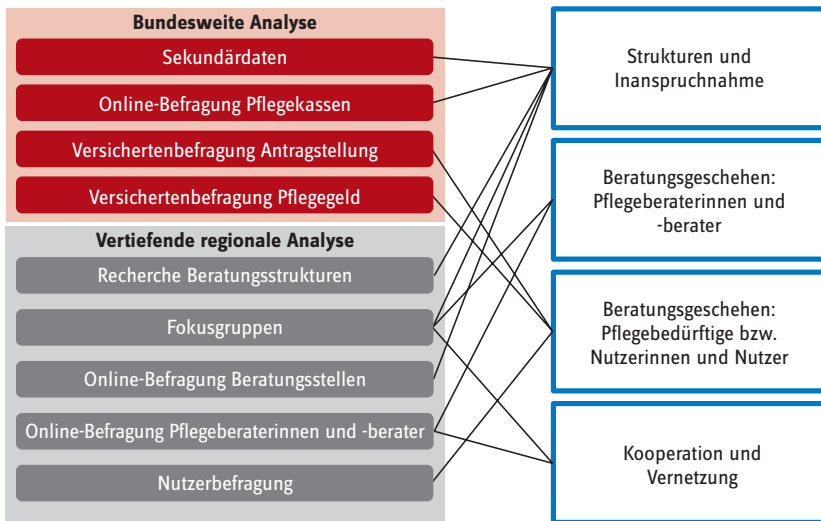 Bundesweite Analyse
Sekundärdaten
Online-Befragung Pflegekassen
Versichertenbefragung Antragstellung
Versichertenbefragung Pflegegeld
Vertiefende regionale Analyse
Recherche Beratungsstrukturen
Fokusgruppen
Online-Befragung Beratungsstellen
Online-Befragung Pflegeberaterinnen und -berater
Nutzerbefragung
Strukturen und
Inanspruchnahme
Beratungsgeschehen:
Pflegeberaterinnen und
-berater
Beratungsgeschehen:
Pflegebedürftige bzw.
Nutzerinnen und Nutzer
Kooperation und
Vernetzung